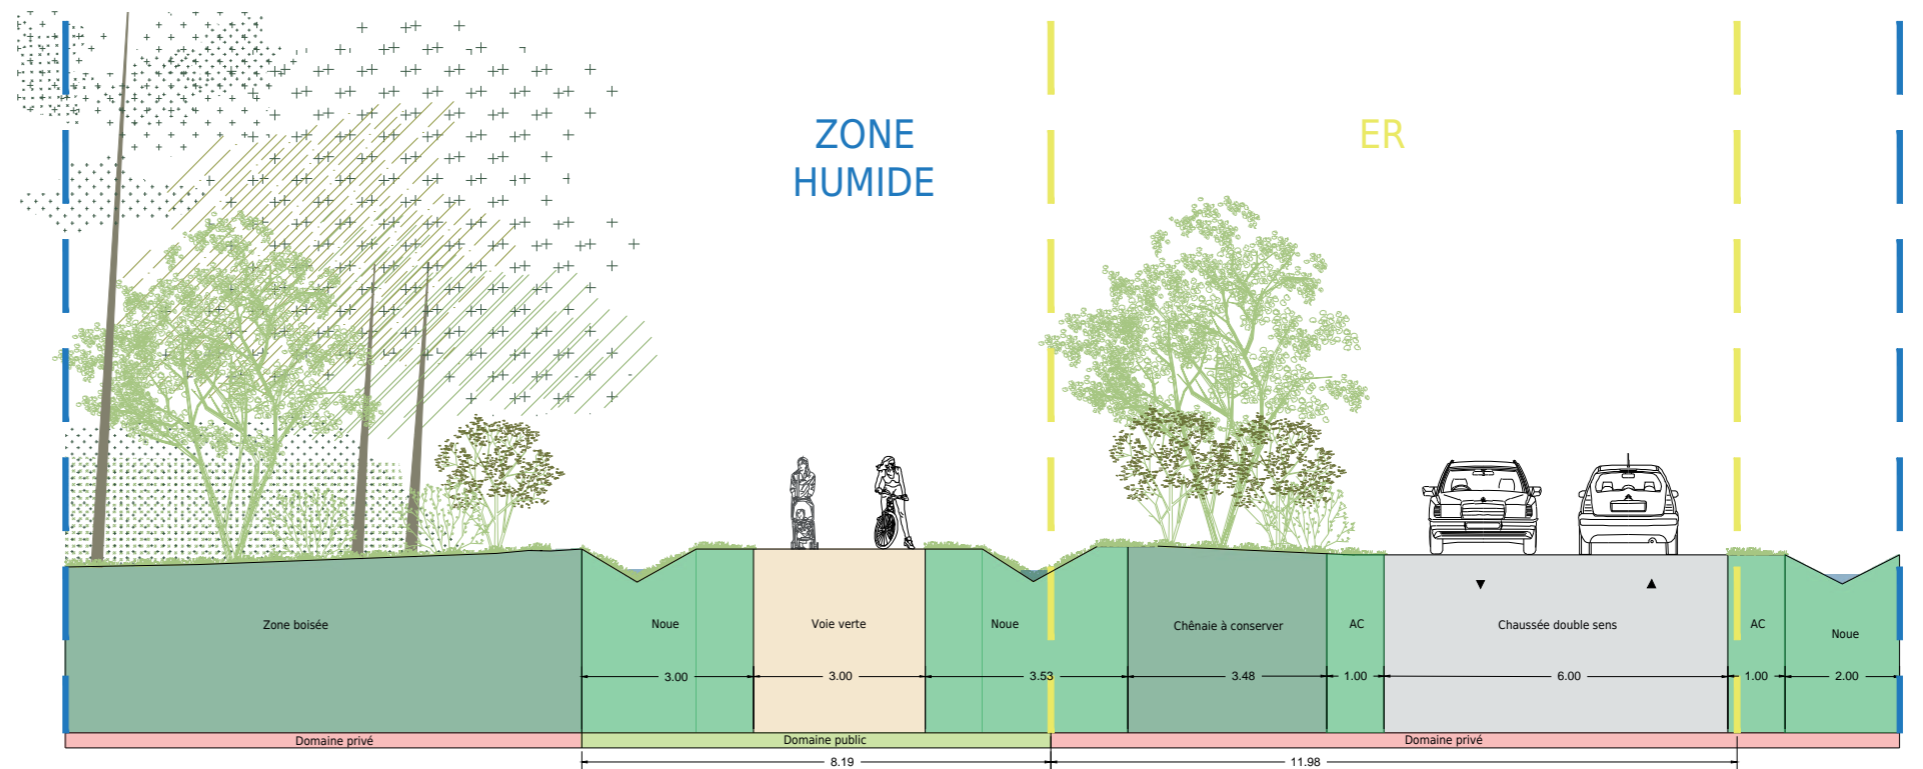 ZONE
HUMIDE
ER
Zone boisée
Noue
Voie verte
Noue
Chênaie à conserver
AC
Chaussée double sens
AC
Noue
3.00
3.00
3.53
3.48
1.00
6.00
1.00
2.00
Domaine privé
Domaine public
Domaine privé
8.19
11.98